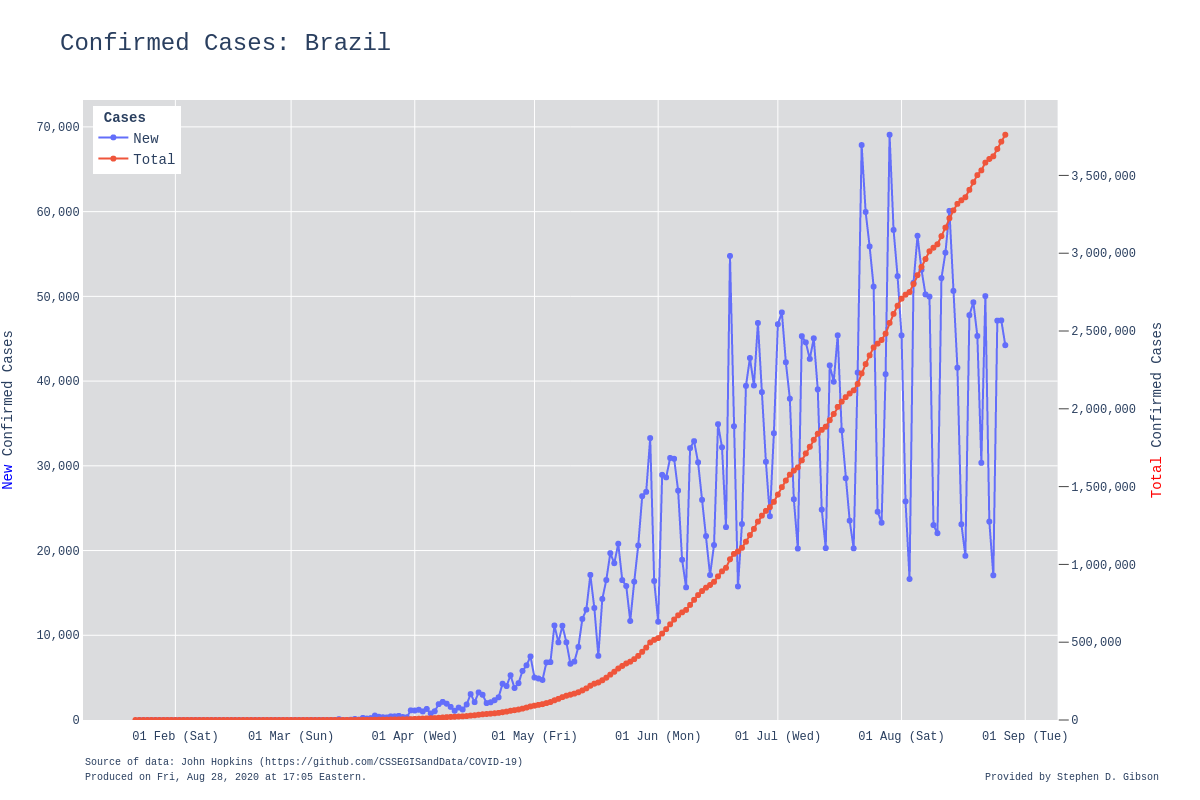 Confirmed Cases: Brazil
Cases
New
Total
70,000
60,000
50,000
40,000
30,000
20,000
10,000
0
New Confirmed Cases
3,500,000
3,000,000
2,500,000
2,000,000
1,500,000
1,000,000
500,000
0
Total Confirmed Cases
01 Feb (Sat) 01 Mar (Sun) 01 Apr (Wed) 01 May (Fri) 01 Jun (Mon) 01 Jul (Wed) 01 Aug (Sat) 01 Sep (Tue)
Source of data: John Hopkins (https://github.com/CSSEGISandData/COVID-19)
Produced on Fri, Aug 28, 2020 at 17:05 Eastern.
Provided by Stephen D. Gibson